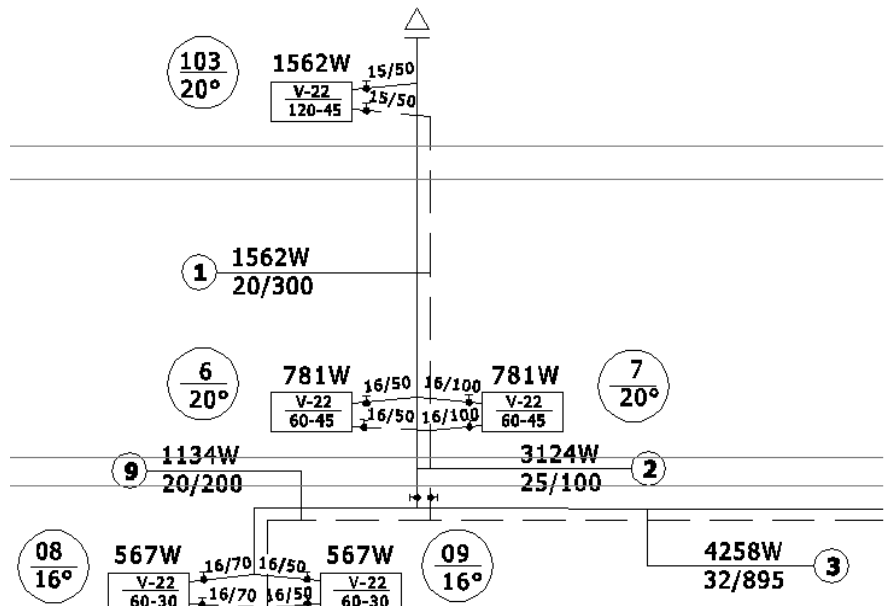 103
20°
1562W
V-22
120-45
15/50
15/50
1
1562W
20/300
6
20°
781W
V-22
60-45
16/50
16/50
16/100
16/100
781W
V-22
60-45
7
20°
9
1134W
20/200
3124W
25/100
2
08
16°
567W
V-22
60-30
16/70
16/70
16/50
16/50
567W
V-22
60-30
09
16°
4258W
32/895
3